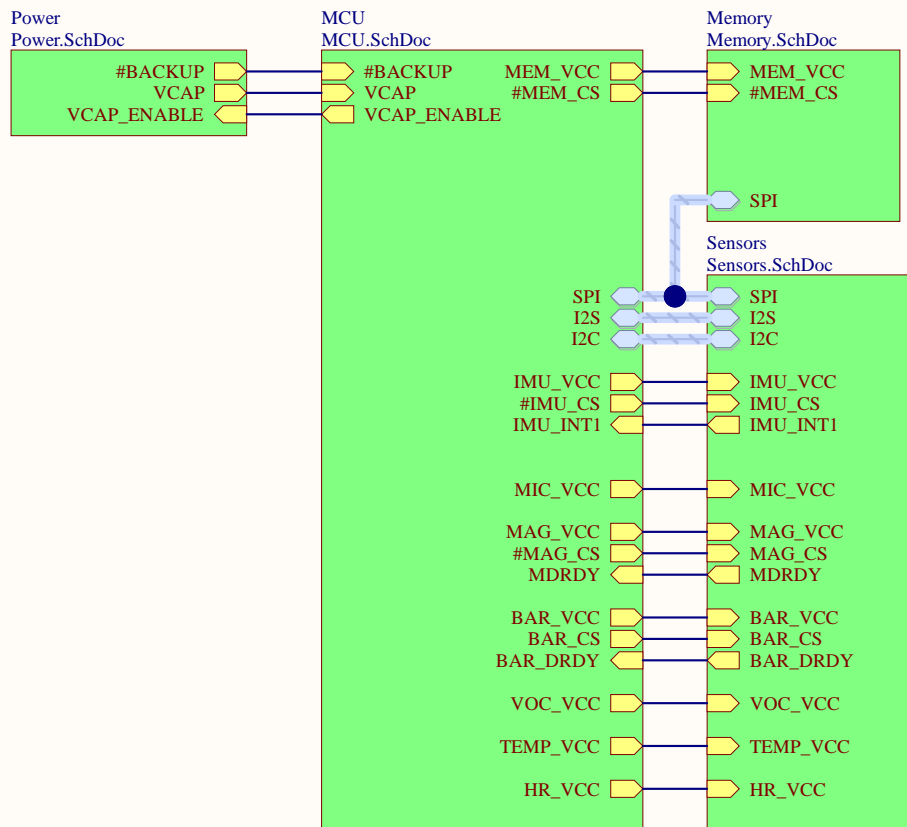 Power
Power.SchDoc
#BACKUP
VCAP
VCAP_ENABLE
MCU
MCU.SchDoc
#BACKUP
VCAP
VCAP_ENABLE
MEM_VCC
#MEM_CS
SPI
I2S
I2C
IMU_VCC
#IMU_CS
IMU_INT1
MIC_VCC
MAG_VCC
#MAG_CS
MDRDY
BAR_VCC
BAR_CS
BAR_DRDY
VOC_VCC
TEMP_VCC
HR_VCC
Memory
Memory.SchDoc
MEM_VCC
#MEM_CS
SPI
Sensors
Sensors.SchDoc
SPI
I2S
I2C
IMU_VCC
IMU_CS
IMU_INT1
MIC_VCC
MAG_VCC
MAG_CS
MDRDY
BAR_VCC
BAR_CS
BAR_DRDY
VOC_VCC
TEMP_VCC
HR_VCC